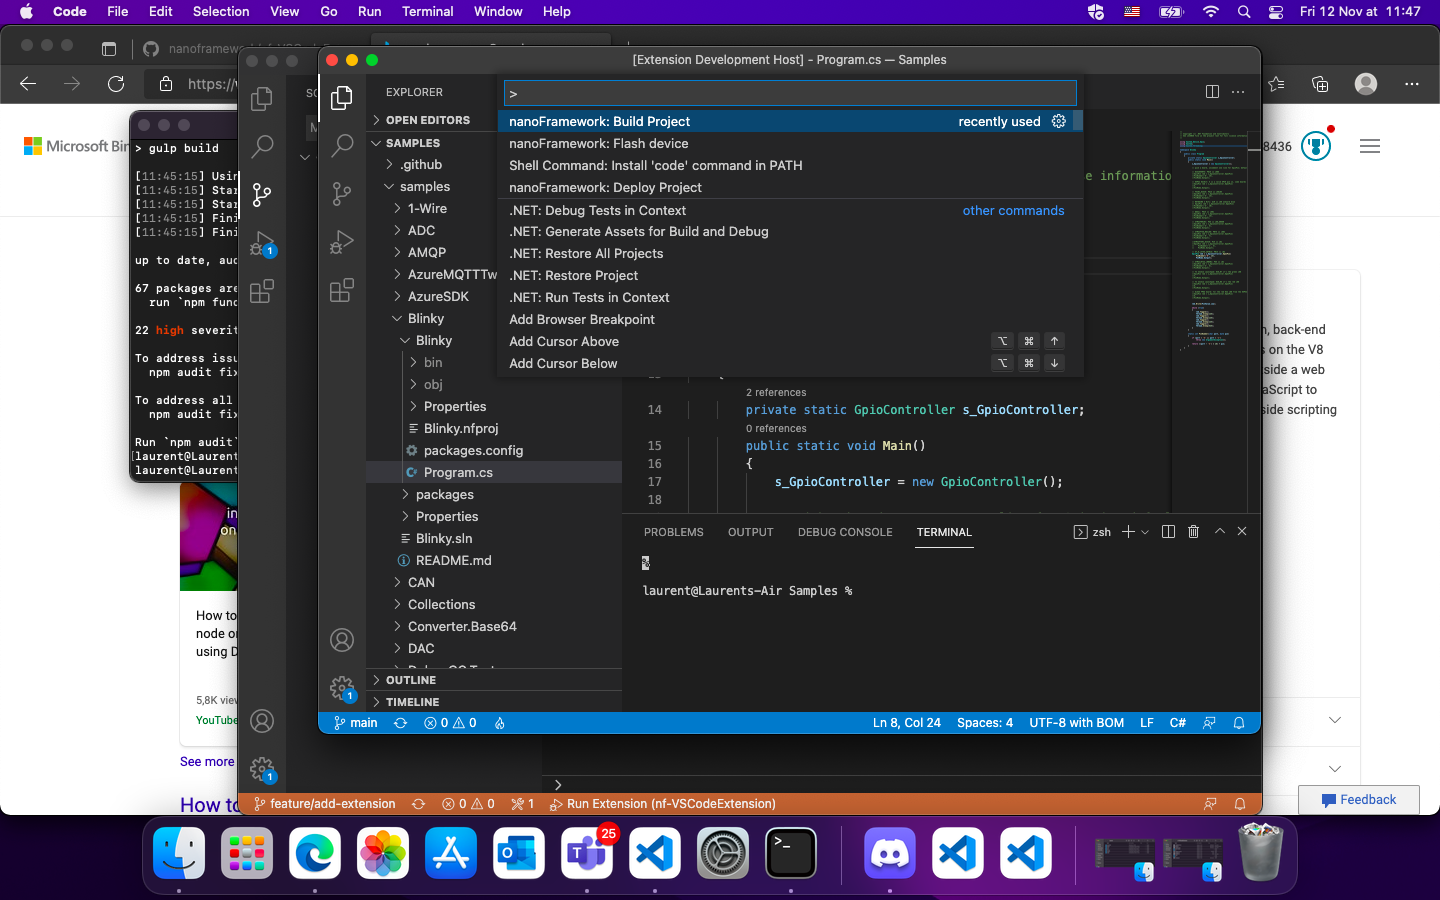 Code File Edit Selection View Go Run Terminal Window Help
Fri 12 Nov at 11:47
nanoframew
https://
Microsoft Bin
8436
> gulp build
[11:45:15] Usin
[11:45:15] Star
[11:45:15] Star
[11:45:15] Fini
[11:45:15] Fini
up to date, aud
67 packages are
run `npm fund
22 high severit
To address issu
npm audit fix
To address all
npm audit fix
Run `npm audit`
laurent@Laurent
laurent@Laurent
in
on
How to
node on
using D
5,8K view
YouTube
See more
How to
1
1
[Extension Development Host] - Program.cs — Samples
EXPLORER
OPEN EDITORS
SAMPLES
.github
samples
1-Wire
ADC
AMQP
AzureMQTTTw
AzureSDK
Blinky
Blinky
bin
obj
Properties
Blinky.nfproj
packages.config
Program.cs
packages
Properties
Blinky.sln
README.md
CAN
Collections
Converter.Base64
DAC
OUTLINE
TIMELINE
1
>
nanoFramework: Build Project recently used
nanoFramework: Flash device
Shell Command: Install 'code' command in PATH
nanoFramework: Deploy Project
.NET: Debug Tests in Context other commands
.NET: Generate Assets for Build and Debug
.NET: Restore All Projects
.NET: Restore Project
.NET: Run Tests in Context
Add Browser Breakpoint
Add Cursor Above ⌥ ⌘ ↑
Add Cursor Below ⌥ ⌘ ↓
e informatio
2 references
14 private static GpioController s_GpioController;
0 references
15 public static void Main()
16 {
17 s_GpioController = new GpioController();
18
PROBLEMS OUTPUT DEBUG CONSOLE TERMINAL
zsh
laurent@Laurents-Air Samples %
main 0 0
Ln 8, Col 24 Spaces: 4 UTF-8 with BOM LF C#
n, back-end
s on the V8
side a web
aScript to
side scripting
feature/add-extension 0 0 1 Run Extension (nf-VSCodeExtension)
Feedback
25